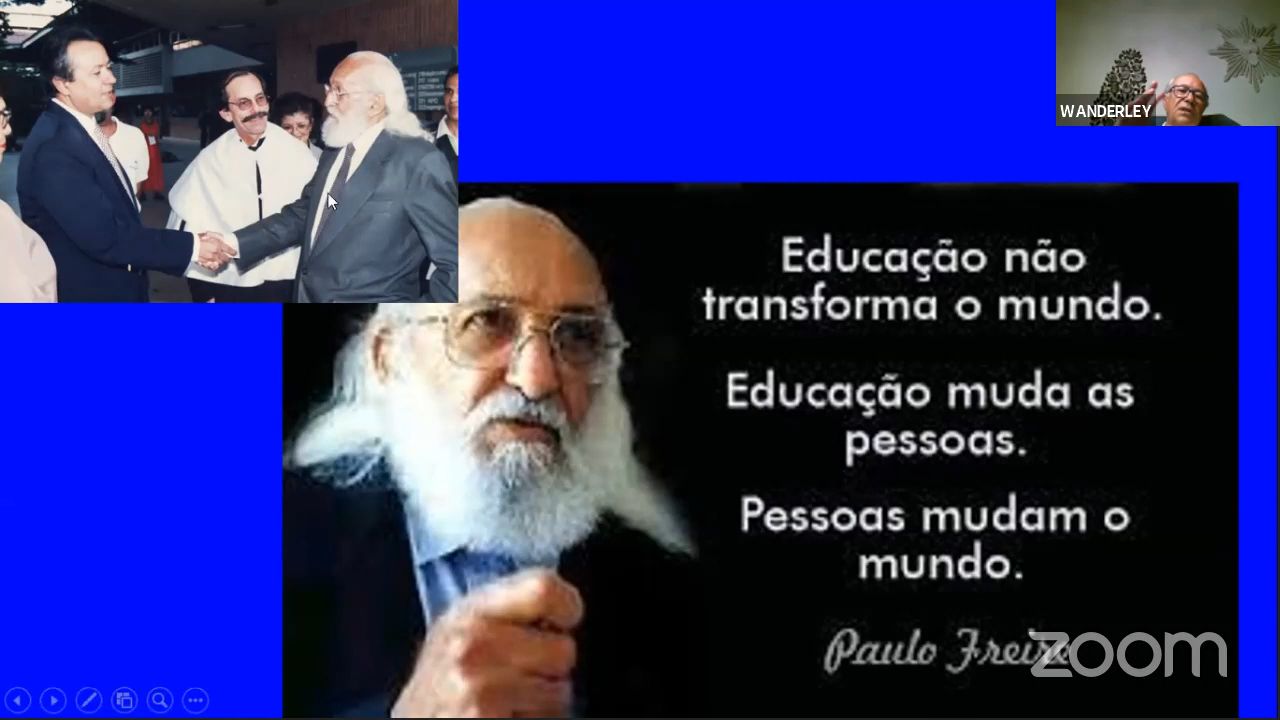 WANDERLEY
Educação não
transforma o mundo.
Educação muda as
pessoas.
Pessoas mudam o
mundo.
Paulo Freire
zoom